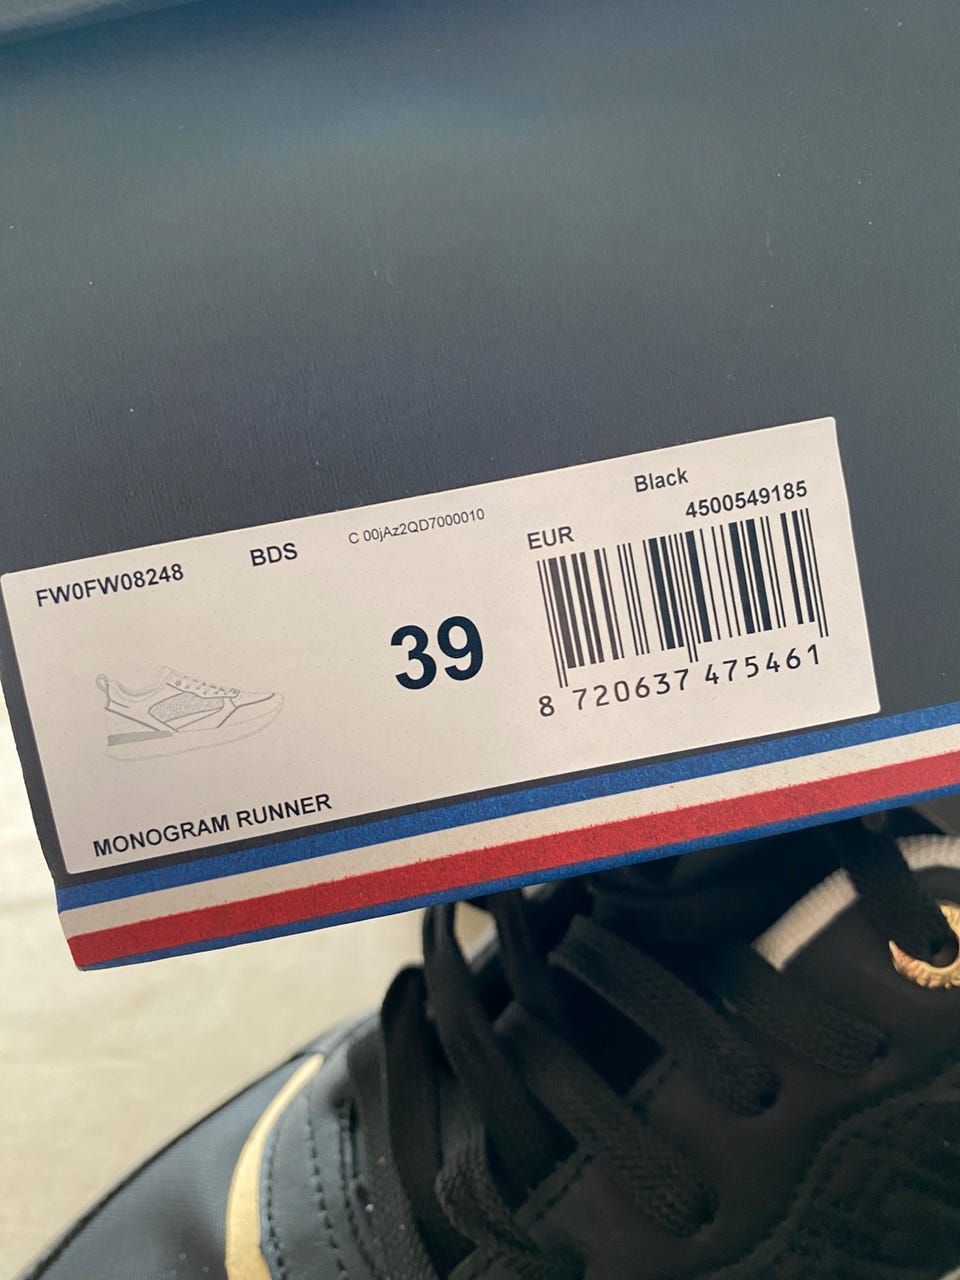 FW0FW08248 BDS C 00jAz2QD7000010
Black
4500549185
EUR
39
8 720637 475461
MONOGRAM RUNNER